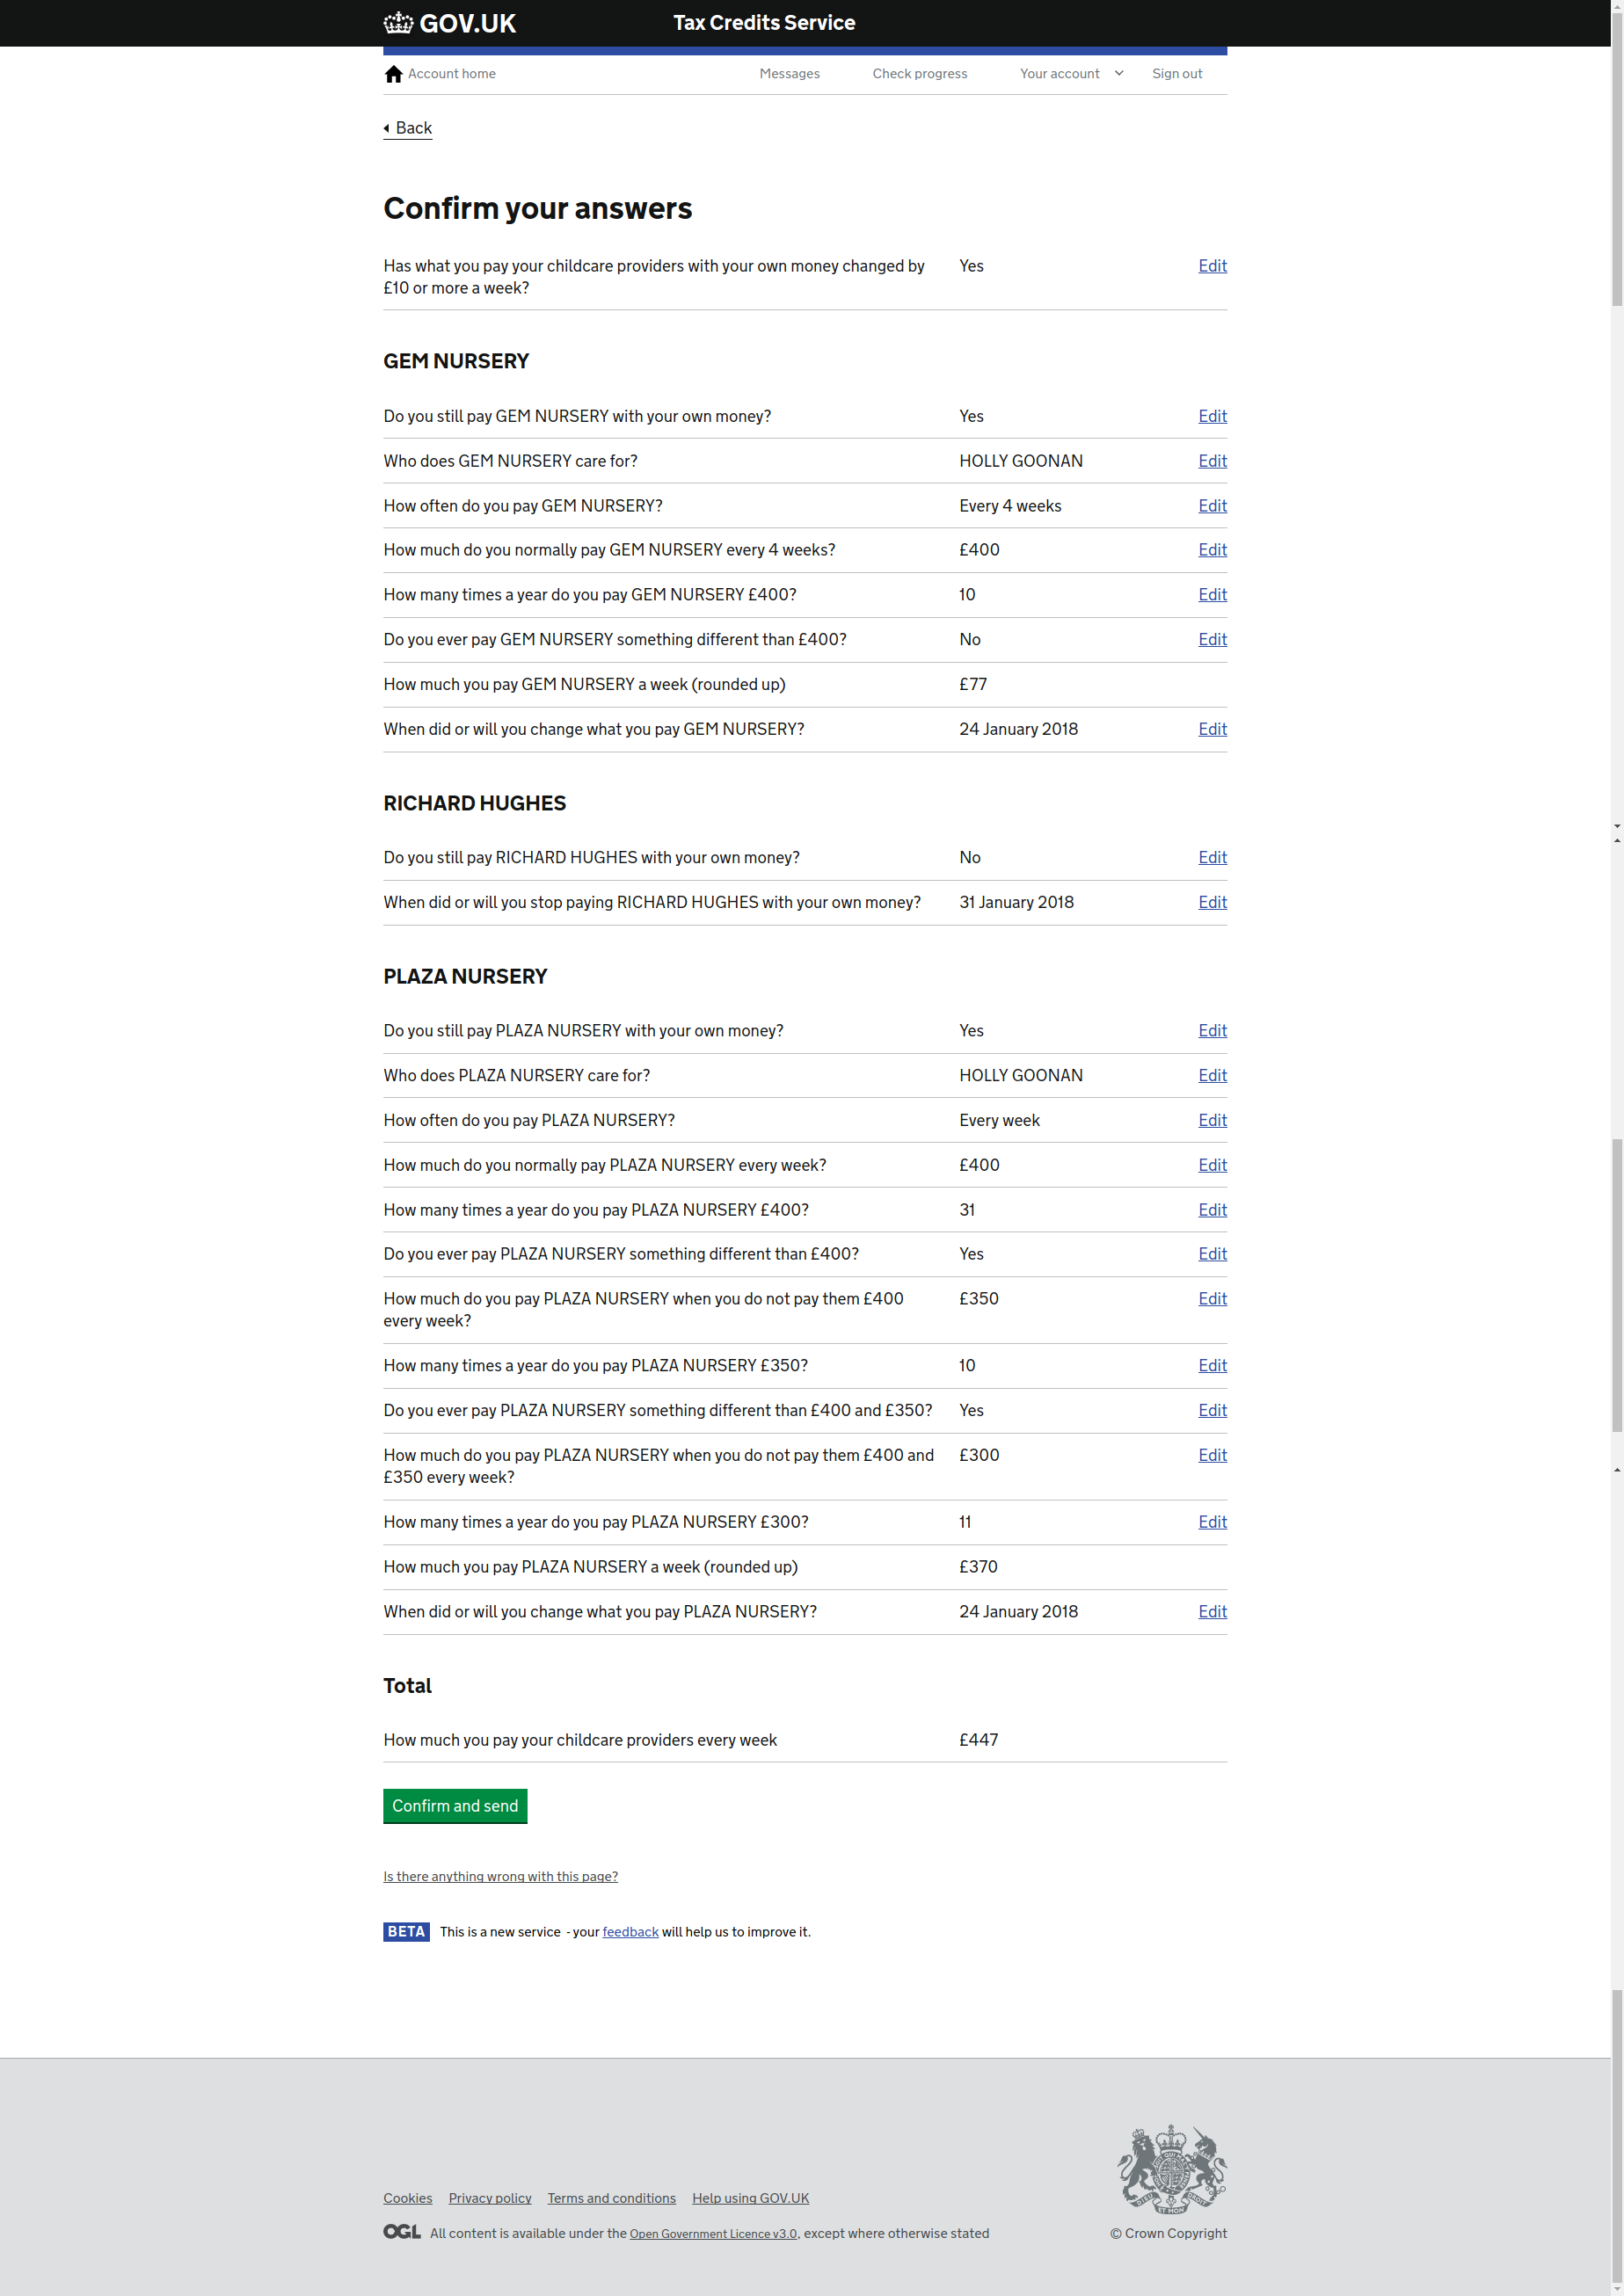 GOV.UK Tax Credits Service
Account home Messages Check progress Your account Sign out
Back
Confirm your answers
Has what you pay your childcare providers with your own money changed by Yes Edit
£10 or more a week?
GEM NURSERY
Do you still pay GEM NURSERY with your own money? Yes Edit
Who does GEM NURSERY care for? HOLLY GOONAN Edit
How often do you pay GEM NURSERY? Every 4 weeks Edit
How much do you normally pay GEM NURSERY every 4 weeks? £400 Edit
How many times a year do you pay GEM NURSERY £400? 10 Edit
Do you ever pay GEM NURSERY something different than £400? No Edit
How much you pay GEM NURSERY a week (rounded up) £77
When did or will you change what you pay GEM NURSERY? 24 January 2018 Edit
RICHARD HUGHES
Do you still pay RICHARD HUGHES with your own money? No Edit
When did or will you stop paying RICHARD HUGHES with your own money? 31 January 2018 Edit
PLAZA NURSERY
Do you still pay PLAZA NURSERY with your own money? Yes Edit
Who does PLAZA NURSERY care for? HOLLY GOONAN Edit
How often do you pay PLAZA NURSERY? Every week Edit
How much do you normally pay PLAZA NURSERY every week? £400 Edit
How many times a year do you pay PLAZA NURSERY £400? 31 Edit
Do you ever pay PLAZA NURSERY something different than £400? Yes Edit
How much do you pay PLAZA NURSERY when you do not pay them £400 £350 Edit
every week?
How many times a year do you pay PLAZA NURSERY £350? 10 Edit
Do you ever pay PLAZA NURSERY something different than £400 and £350? Yes Edit
How much do you pay PLAZA NURSERY when you do not pay them £400 and £300 Edit
£350 every week?
How many times a year do you pay PLAZA NURSERY £300? 11 Edit
How much you pay PLAZA NURSERY a week (rounded up) £370
When did or will you change what you pay PLAZA NURSERY? 24 January 2018 Edit
Total
How much you pay your childcare providers every week £447
Confirm and send
Is there anything wrong with this page?
BETA This is a new service - your feedback will help us to improve it.
Cookies Privacy policy Terms and conditions Help using GOV.UK
OGL All content is available under the Open Government Licence v3.0, except where otherwise stated © Crown Copyright